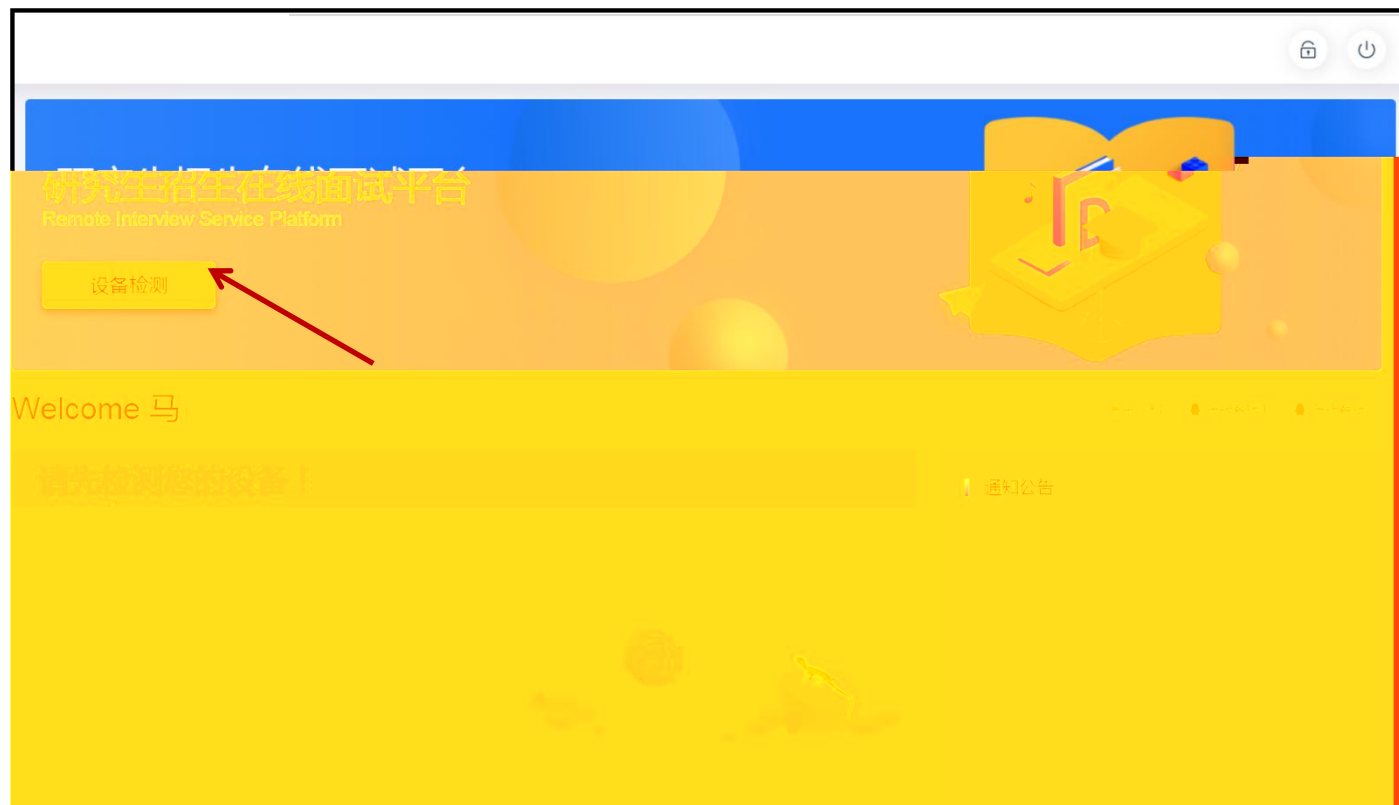 研究生招生在线面试平台
Remote Interview Service Platform
设备检测
Welcome 马
请先检测您的设备！
通知公告